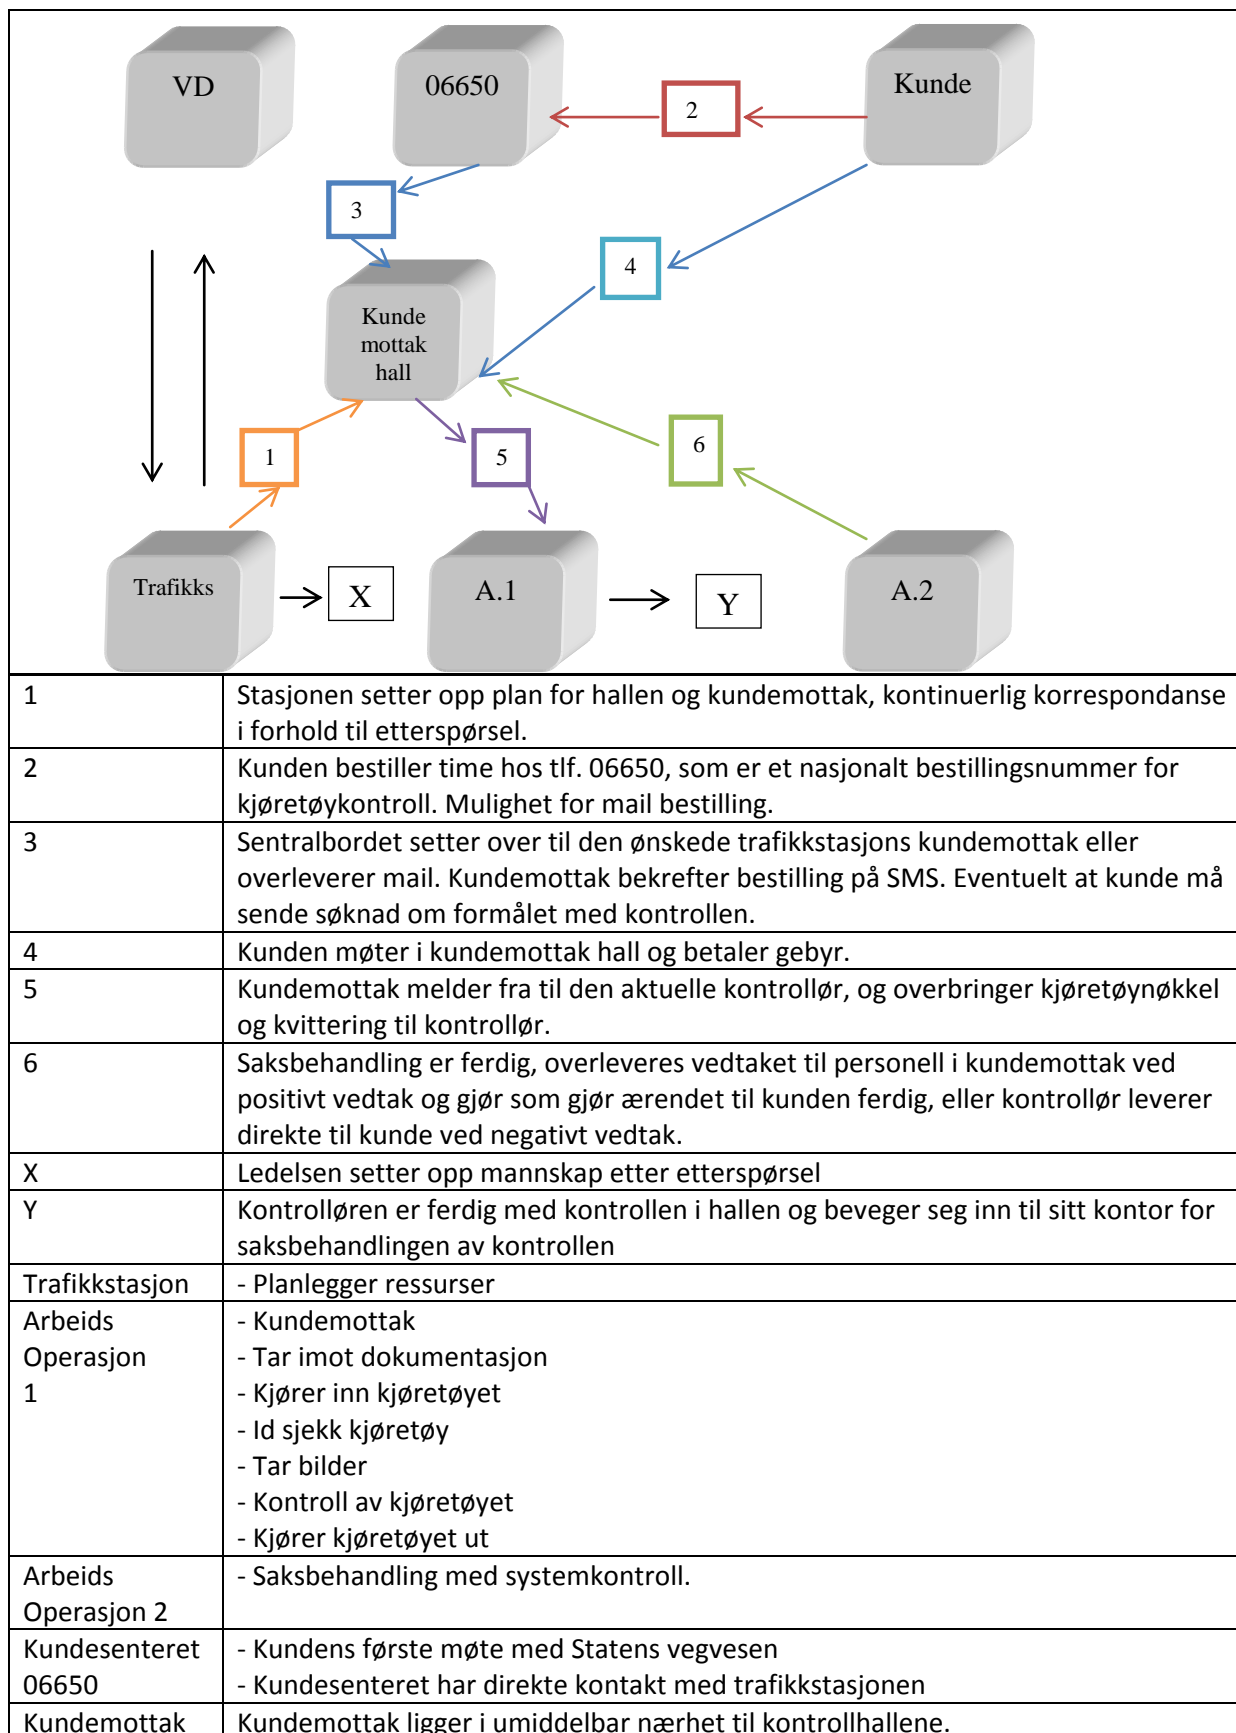 VD
06650
Kunde
2
3
4
Kunde
mottak
hall
1
5
6
Trafikks
X
A.1
Y
A.2
1 Stasjonen setter opp plan for hallen og kundemottak, kontinuerlig korrespondanse
i forhold til etterspørsel.
2 Kunden bestiller time hos tlf. 06650, som er et nasjonalt bestillingsnummer for
kjøretøykontroll. Mulighet for mail bestilling.
3 Sentralbordet setter over til den ønskede trafikkstasjons kundemottak eller
overleverer mail. Kundemottak bekrefter bestilling på SMS. Eventuelt at kunde må
sende søknad om formålet med kontrollen.
4 Kunden møter i kundemottak hall og betaler gebyr.
5 Kundemottak melder fra til den aktuelle kontrollør, og overbringer kjøretøynøkkel
og kvittering til kontrollør.
6 Saksbehandling er ferdig, overleveres vedtaket til personell i kundemottak ved
positivt vedtak og gjør som gjør ærendet til kunden ferdig, eller kontrollør leverer
direkte til kunde ved negativt vedtak.
X Ledelsen setter opp mannskap etter etterspørsel
Y Kontrolløren er ferdig med kontrollen i hallen og beveger seg inn til sitt kontor for
saksbehandlingen av kontrollen
Trafikkstasjon - Planlegger ressurser
Arbeids - Kundemottak
Operasjon - Tar imot dokumentasjon
1 - Kjører inn kjøretøyet
- Id sjekk kjøretøy
- Tar bilder
- Kontroll av kjøretøyet
- Kjører kjøretøyet ut
Arbeids - Saksbehandling med systemkontroll.
Operasjon 2
Kundesenteret - Kundens første møte med Statens vegvesen
06650 - Kundesenteret har direkte kontakt med trafikkstasjonen
Kundemottak Kundemottak ligger i umiddelbar nærhet til kontrollhallene.